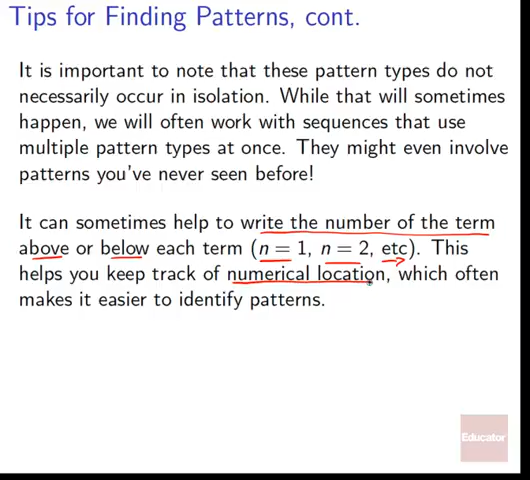 Tips for Finding Patterns, cont.
It is important to note that these pattern types do not
necessarily occur in isolation. While that will sometimes
happen, we will often work with sequences that use
multiple pattern types at once. They might even involve
patterns you've never seen before!
It can sometimes help to write the number of the term
above or below each term (n = 1, n = 2, etc). This
helps you keep track of numerical location, which often
makes it easier to identify patterns.
Educator